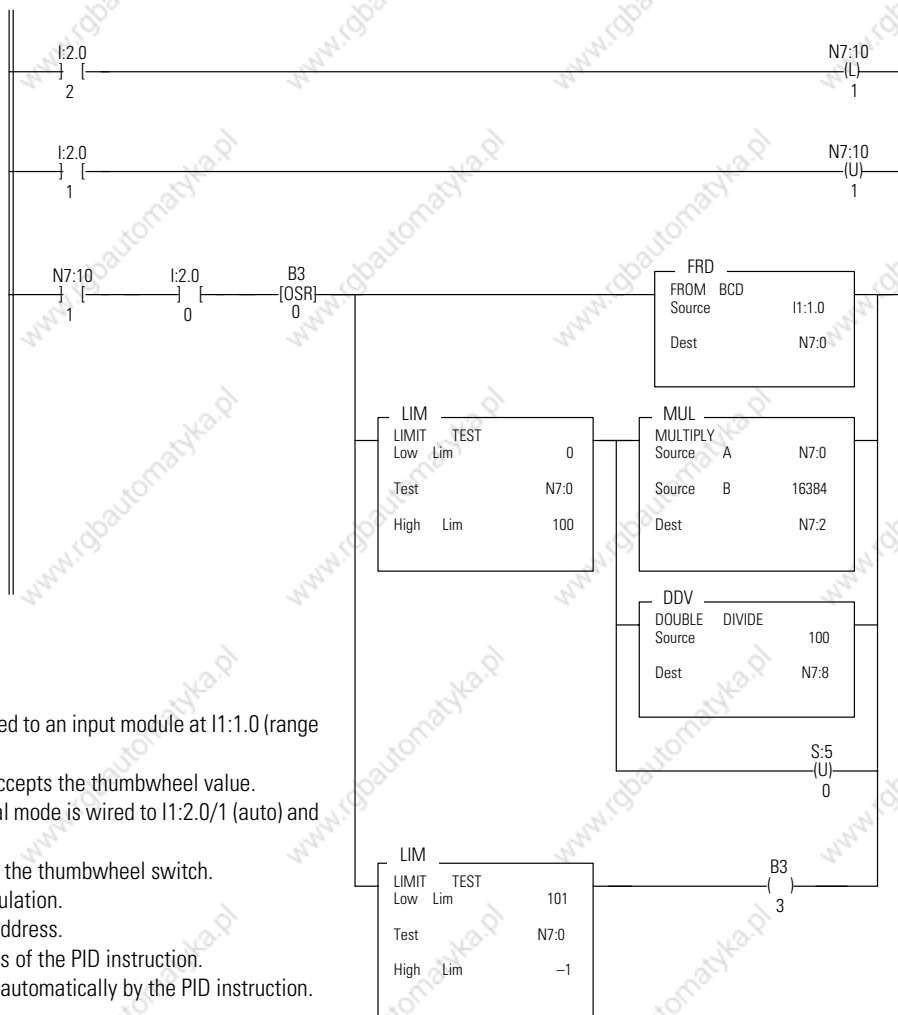 I:2.0
] [
2
N7:10
(L)
1
I:2.0
] [
1
N7:10
(U)
1
N7:10
] [
1
I:2.0
] [
0
B3
[OSR]
0
FRD
FROM BCD
Source I1:1.0
Dest N7:0
LIM
LIMIT TEST
Low Lim 0
Test N7:0
High Lim 100
MUL
MULTIPLY
Source A N7:0
Source B 16384
Dest N7:2
DDV
DOUBLE DIVIDE
Source 100
Dest N7:8
S:5
(U)
0
ed to an input module at I1:1.0 (range
ccepts the thumbwheel value.
al mode is wired to I1:2.0/1 (auto) and
the thumbwheel switch.
ulation.
ddress.
s of the PID instruction.
automatically by the PID instruction.
LIM
LIMIT TEST
Low Lim 101
Test N7:0
High Lim –1
B3
( )
3
www.rgbautomatyka.pl